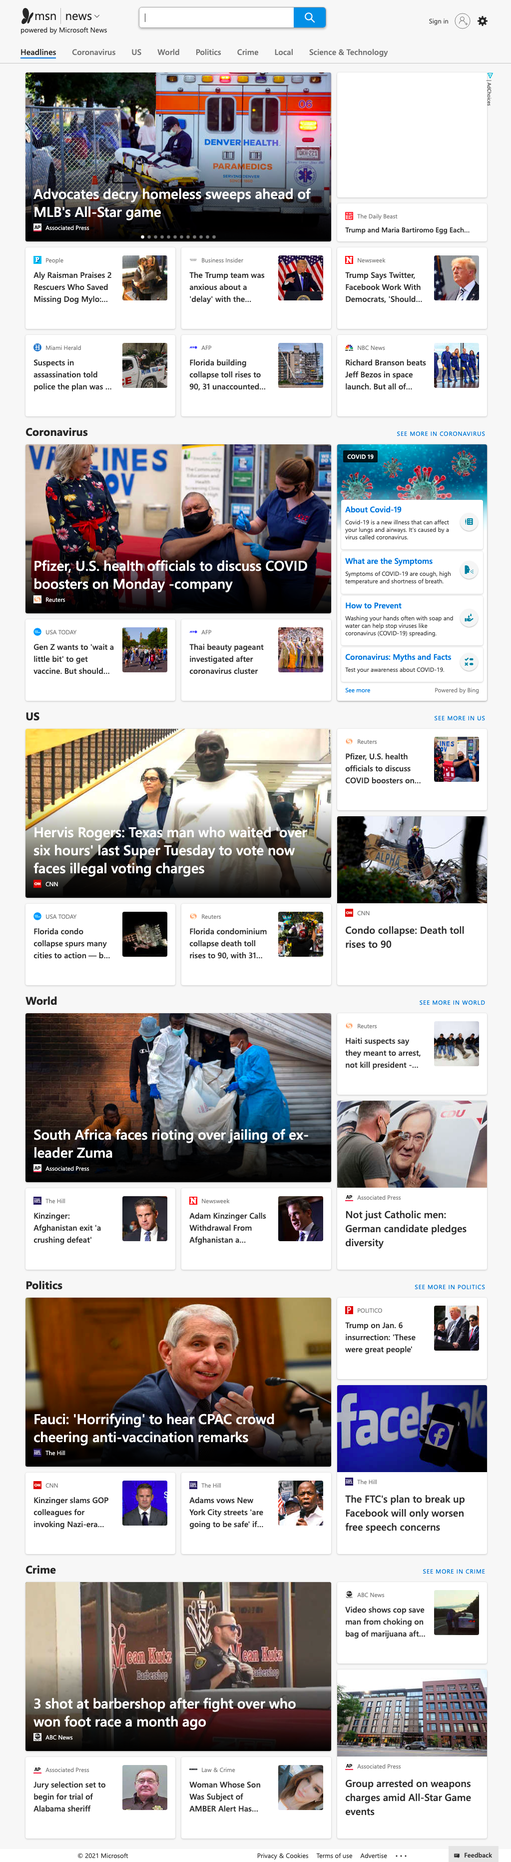 msn | news
powered by Microsoft News
Sign in
Headlines Coronavirus US World Politics Crime Local Science & Technology
06
DENVER HEALTH
PARAMEDICS
Advocates decry homeless sweeps ahead of
MLB's All-Star game
AP Associated Press
AdChoices
The Daily Beast
Trump and Maria Bartiromo Egg Each...
People
Aly Raisman Praises 2
Rescuers Who Saved
Missing Dog Mylo:...
Business Insider
The Trump team was
anxious about a
'delay' with the...
Newsweek
Trump Says Twitter,
Facebook Work With
Democrats, 'Should...
Miami Herald
Suspects in
assassination told
police the plan was ...
AFP
Florida building
collapse toll rises to
90, 31 unaccounted...
NBC News
Richard Branson beats
Jeff Bezos in space
launch. But all of...
Coronavirus
SEE MORE IN CORONAVIRUS
VACCINES
GOV
Pfizer, U.S. health officials to discuss COVID
boosters on Monday -company
Reuters
COVID 19
About Covid-19
Covid-19 is a new illness that can affect
your lungs and airways. It's caused by a
virus called coronavirus.
What are the Symptoms
Symptoms of COVID-19 are cough, high
temperature and shortness of breath.
How to Prevent
Washing your hands often with soap and
water can help stop viruses like
coronavirus (COVID-19) spreading.
Coronavirus: Myths and Facts
Test your awareness about COVID-19.
See more
Powered by Bing
USA TODAY
Gen Z wants to 'wait a
little bit' to get
vaccine. But should...
AFP
Thai beauty pageant
investigated after
coronavirus cluster
US
SEE MORE IN US
Hervis Rogers: Texas man who waited 'over
six hours' last Super Tuesday to vote now
faces illegal voting charges
CNN
Reuters
Pfizer, U.S. health
officials to discuss
COVID boosters on...
ALPHA
CNN
Condo collapse: Death toll
rises to 90
USA TODAY
Florida condo
collapse spurs many
cities to action — b...
Reuters
Florida condominium
collapse death toll
rises to 90, with 31...
World
SEE MORE IN WORLD
South Africa faces rioting over jailing of ex-
leader Zuma
AP Associated Press
Reuters
Haiti suspects say
they meant to arrest,
not kill president -...
CDU
AP Associated Press
Not just Catholic men:
German candidate pledges
diversity
The Hill
Kinzinger:
Afghanistan exit 'a
crushing defeat'
Newsweek
Adam Kinzinger Calls
Withdrawal From
Afghanistan a...
Politics
SEE MORE IN POLITICS
Fauci: 'Horrifying' to hear CPAC crowd
cheering anti-vaccination remarks
The Hill
POLITICO
Trump on Jan. 6
insurrection: 'These
were great people'
facebook
The Hill
The FTC's plan to break up
Facebook will only worsen
free speech concerns
CNN
Kinzinger slams GOP
colleagues for
invoking Nazi-era...
The Hill
Adams vows New
York City streets 'are
going to be safe' if...
Crime
SEE MORE IN CRIME
Mean Kutz
Barbershop
Mean Kutz
Barbershop
3 shot at barbershop after fight over who
won foot race a month ago
ABC News
ABC News
Video shows cop save
man from choking on
bag of marijuana aft...
AP Associated Press
Group arrested on weapons
charges amid All-Star Game
events
AP Associated Press
Jury selection set to
begin for trial of
Alabama sheriff
Law & Crime
Woman Whose Son
Was Subject of
AMBER Alert Has...
© 2021 Microsoft
Privacy & Cookies Terms of use Advertise ...
Feedback